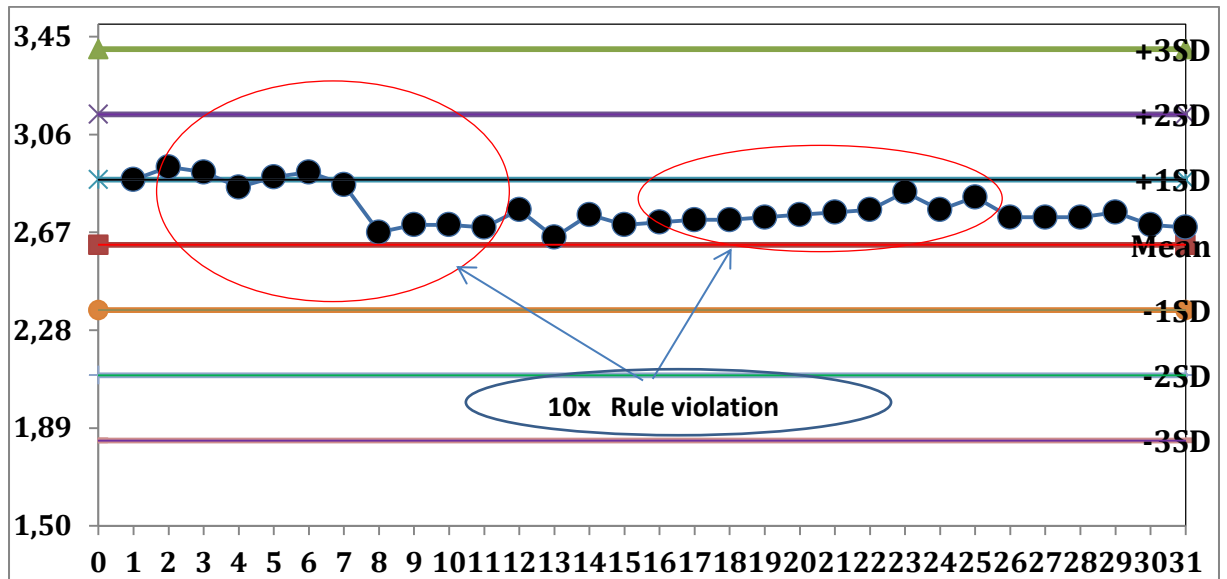 3,45
3,06
2,67
2,28
1,89
1,50
+3SD
+2SD
+1SD
Mean
-1SD
-2SD
-3SD
10x Rule violation
0 1 2 3 4 5 6 7 8 9 10 11 12 13 14 15 16 17 18 19 20 21 22 23 24 25 26 27 28 29 30 31